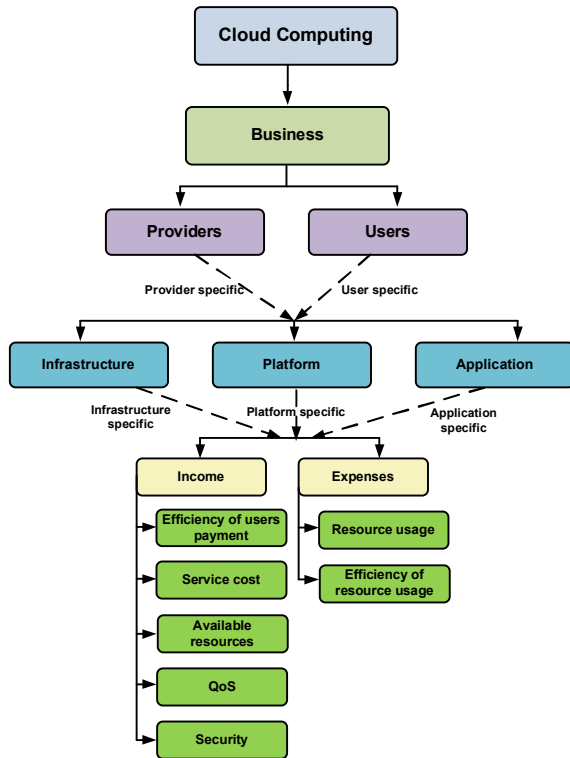 Cloud Computing
Business
Providers
Users
Provider specific
User specific
Infrastructure
Platform
Application
Infrastructure
specific
Platform specific
Application
specific
Income
Expenses
Efficiency of users
payment
Resource usage
Service cost
Efficiency of
resource usage
Available
resources
QoS
Security